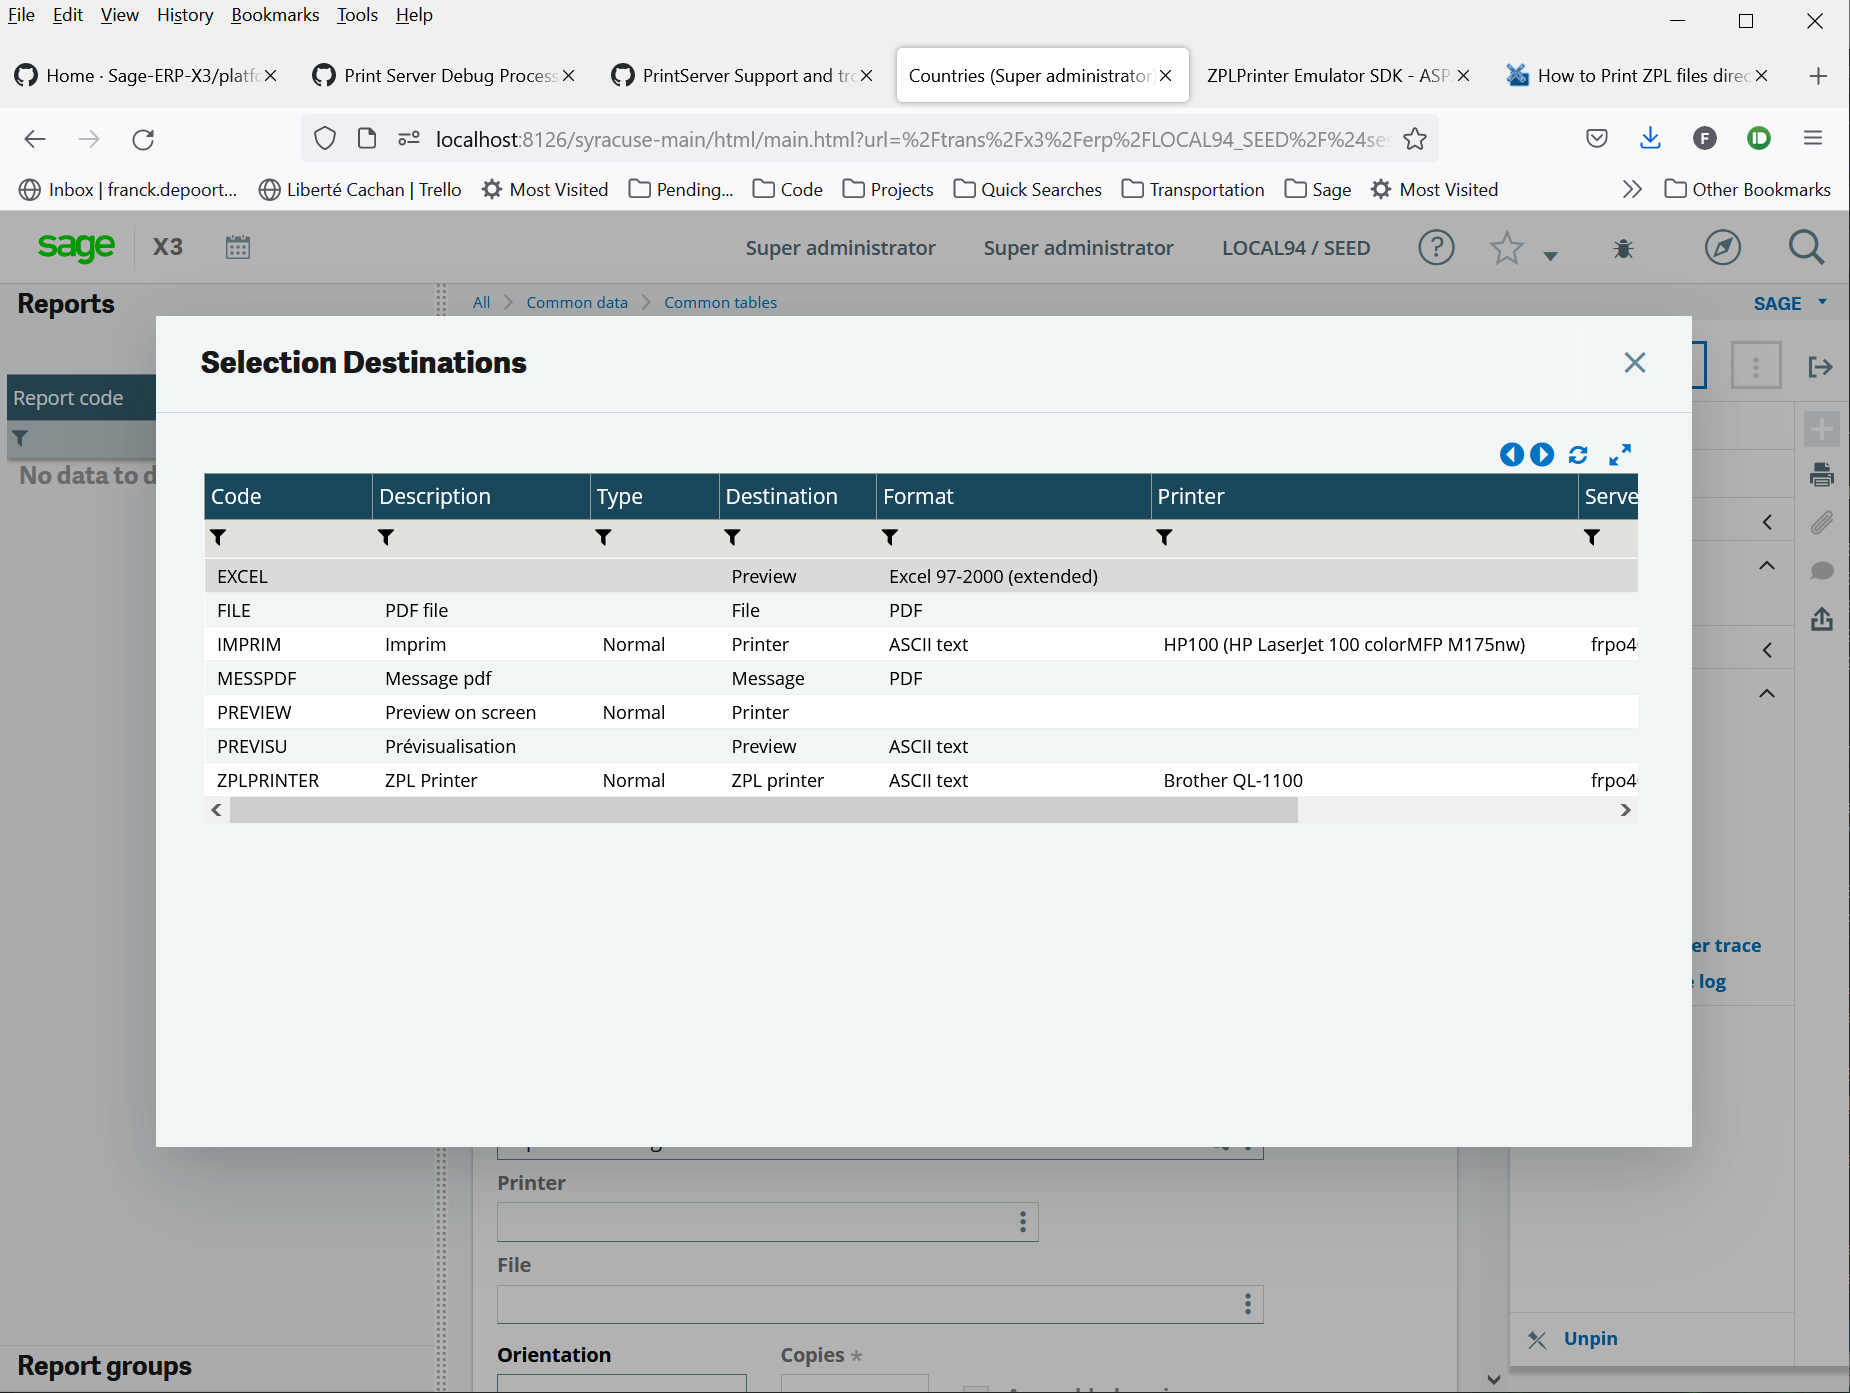 File Edit View History Bookmarks Tools Help
Home · Sage-ERP-X3/platfo Print Server Debug Process PrintServer Support and tro Countries (Super administrator) ZPLPrinter Emulator SDK - ASP. How to Print ZPL files direc
localhost:8126/syracuse-main/html/main.html?url=%2Ftrans%2Fx3%2Ferp%2FLOCAL94_SEED%2F%24ses F
Inbox | franck.depoort... Liberté Cachan | Trello Most Visited Pending... Code Projects Quick Searches Transportation Sage Most Visited Other Bookmarks
sage X3 Super administrator Super administrator LOCAL94 / SEED
Reports All Common data Common tables SAGE
Selection Destinations
Report code
No data to d
Code Description Type Destination Format Printer Serve
EXCEL Preview Excel 97-2000 (extended)
FILE PDF file File PDF
IMPRIM Imprim Normal Printer ASCII text HP100 (HP LaserJet 100 colorMFP M175nw) frpo4
MESSPDF Message pdf Message PDF
PREVIEW Preview on screen Normal Printer
PREVISU Prévisualisation Preview ASCII text
ZPLPRINTER ZPL Printer Normal ZPL printer ASCII text Brother QL-1100 frpo4
er trace
log
Printer
File
Unpin
Orientation Copies *
Report groups